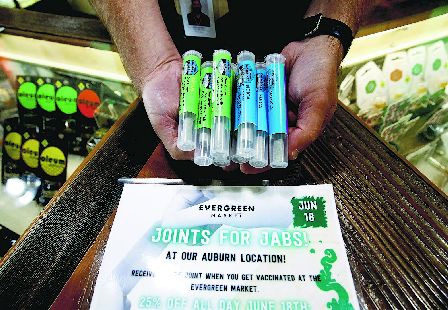 oleum
EVERGREEN
MARKET
JUN
18
JOINTS FOR JABS!
AT OUR AUBURN LOCATION!
WHEN YOU GET VACCINATED AT THE
EVERGREEN MARKET.
25% OFF ALL DAY JUNE 18TH